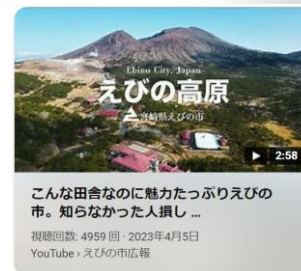 Ebino City, Japan
えびの高原
宮崎県えびの市
2:58
こんな田舎なのに魅力たっぷりえびの
市。知らなかった人損し ...
視聴回数: 4959 回 · 2023年4月5日
YouTube › えびの市広報